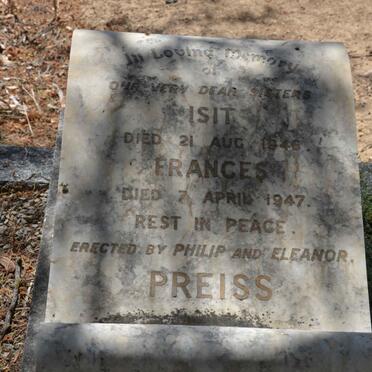 In Loving Memory
of
OUR VERY DEAR SISTERS
ISIT
DIED 21 AUG 1946
FRANCES
DIED 7 APRIL 1947.
REST IN PEACE.
ERECTED BY PHILIP AND ELEANOR.
PREISS